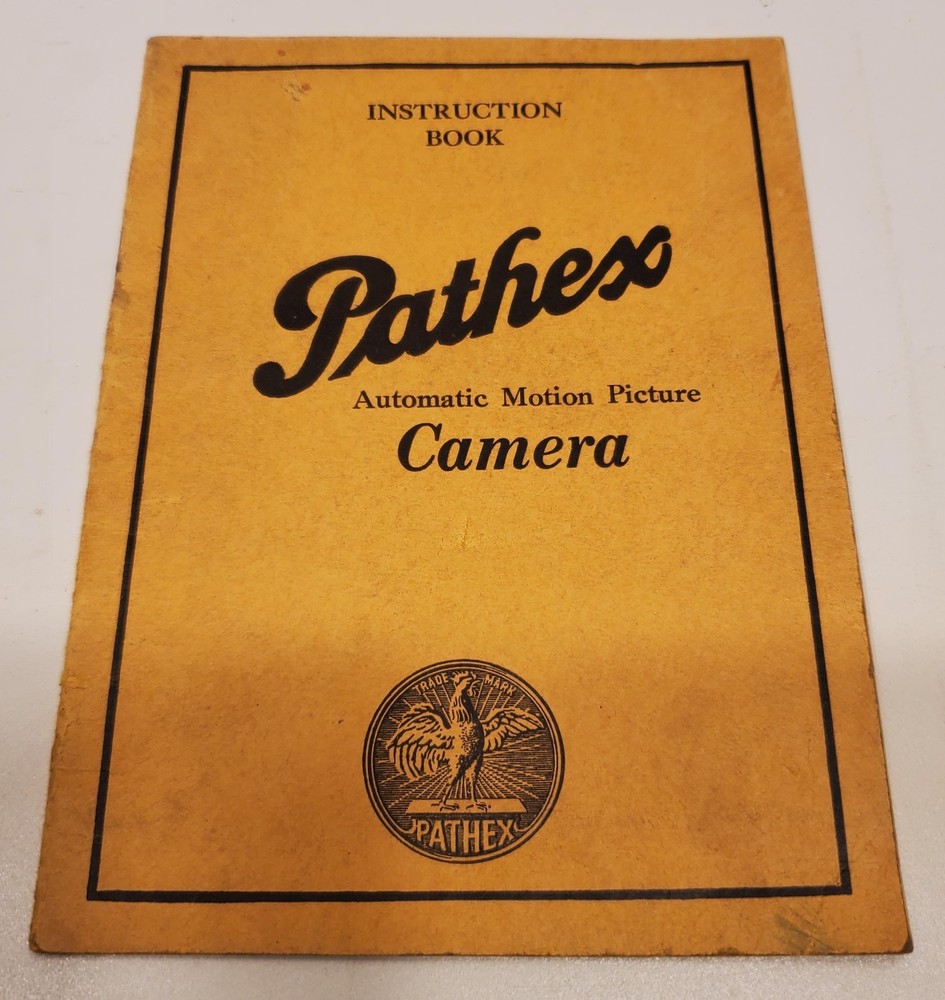 INSTRUCTION
BOOK
Pathex
Automatic Motion Picture
Camera
TRADE MARK
PATHEX